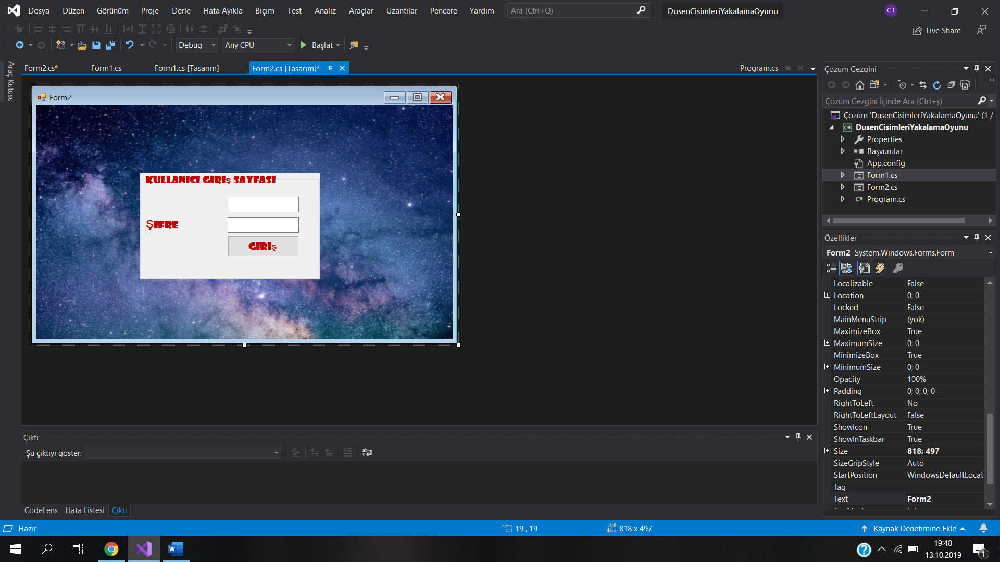 Dosya Düzen Görünüm Proje Derle Hata Ayıkla Biçim Test Analiz Araçlar Uzantılar Pencere Yardım Ara (Ctrl+Q) DusenCisimleriYakalamaOyunu CT
Live Share
Debug Any CPU Başlat
Araç Kutusu
Form2.cs* Form1.cs Form1.cs [Tasarım] Form2.cs [Tasarım]* Program.cs
Form2
KULLANICI GIRIş SAYFASI
ŞIFRE
GIRIş
Çözüm Gezgini
Çözüm Gezgini İçinde Ara (Ctrl+ş)
Çözüm 'DusenCisimleriYakalamaOyunu' (1 /
C# DusenCisimleriYakalamaOyunu
Properties
Başvurular
App.config
Form1.cs
Form2.cs
C# Program.cs
Özellikler
Form2 System.Windows.Forms.Form
Localizable False
Location 0; 0
Locked False
MainMenuStrip (yok)
MaximizeBox True
MaximumSize 0; 0
MinimizeBox True
MinimumSize 0; 0
Opacity 100%
Padding 0; 0; 0; 0
RightToLeft No
RightToLeftLayout False
ShowIcon True
ShowInTaskbar True
Size 818; 497
SizeGripStyle Auto
StartPosition WindowsDefaultLocati
Tag
Text Form2
Çıktı
Şu çıktıyı göster:
CodeLens Hata Listesi Çıktı
Hazır 19 , 19 818 x 497 Kaynak Denetimine Ekle
19:48
13.10.2019
1